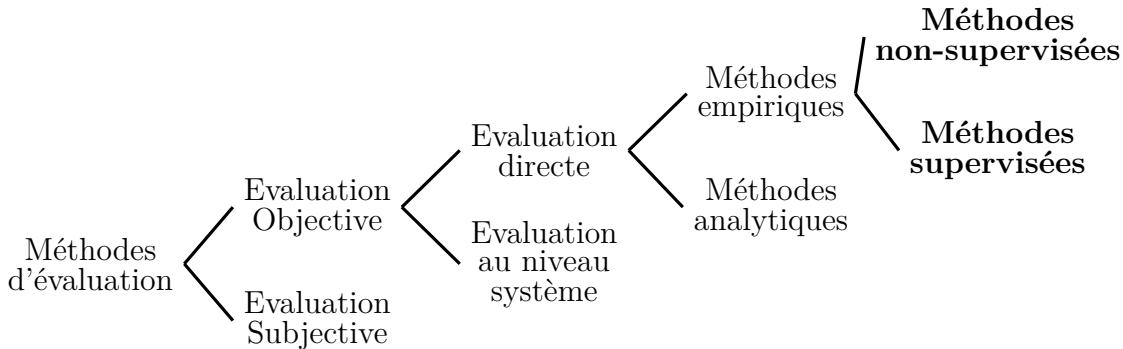 Méthodes
non-supervisées
Méthodes
empiriques
Evaluation
directe
Méthodes
supervisées
Evaluation
Objective
Méthodes
analytiques
Méthodes
d'évaluation
Evaluation
au niveau
système
Evaluation
Subjective